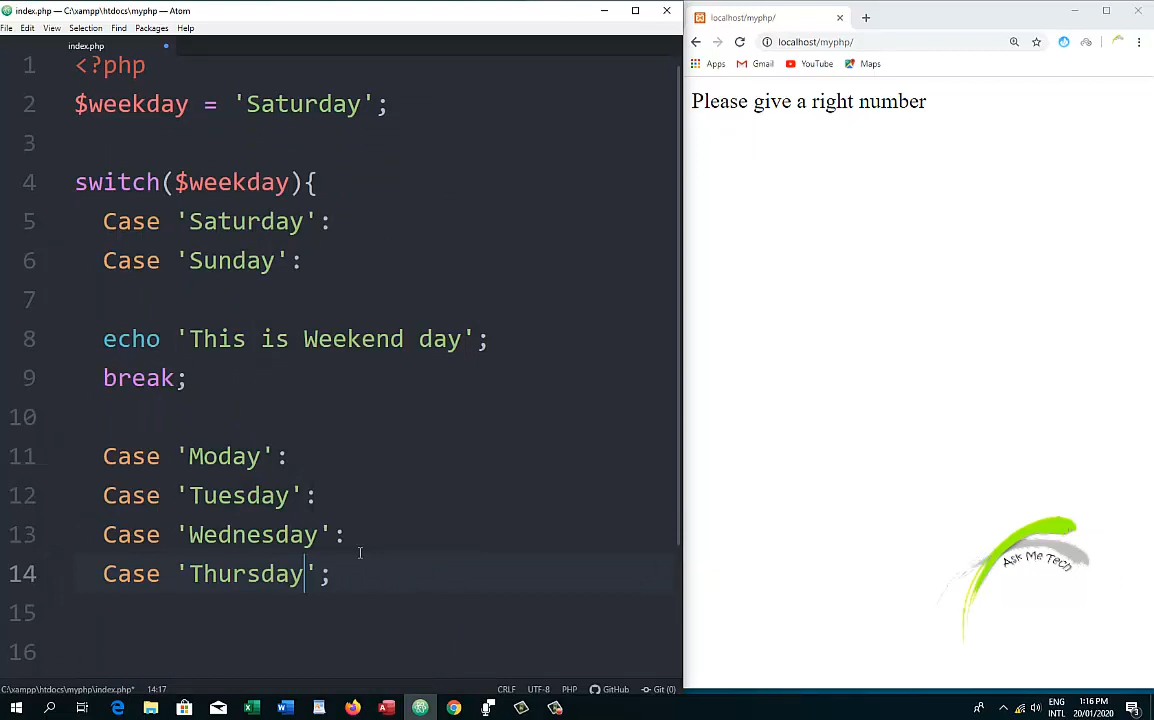 index.php — C:\xampp\htdocs\myphp — Atom
File Edit View Selection Find Packages Help
index.php
1 <?php
2 $weekday = 'Saturday';
3
4 switch($weekday){
5 Case 'Saturday':
6 Case 'Sunday':
7
8 echo 'This is Weekend day';
9 break;
10
11 Case 'Moday':
12 Case 'Tuesday':
13 Case 'Wednesday':
14 Case 'Thursday';
15
16
C:\xampp\htdocs\myphp\index.php* 14:17 CRLF UTF-8 PHP GitHub Git (0)
localhost/myphp/
localhost/myphp/
Apps Gmail YouTube Maps
Please give a right number
Ask Me Tech
ENG
INTL
1:16 PM
20/01/2020
3